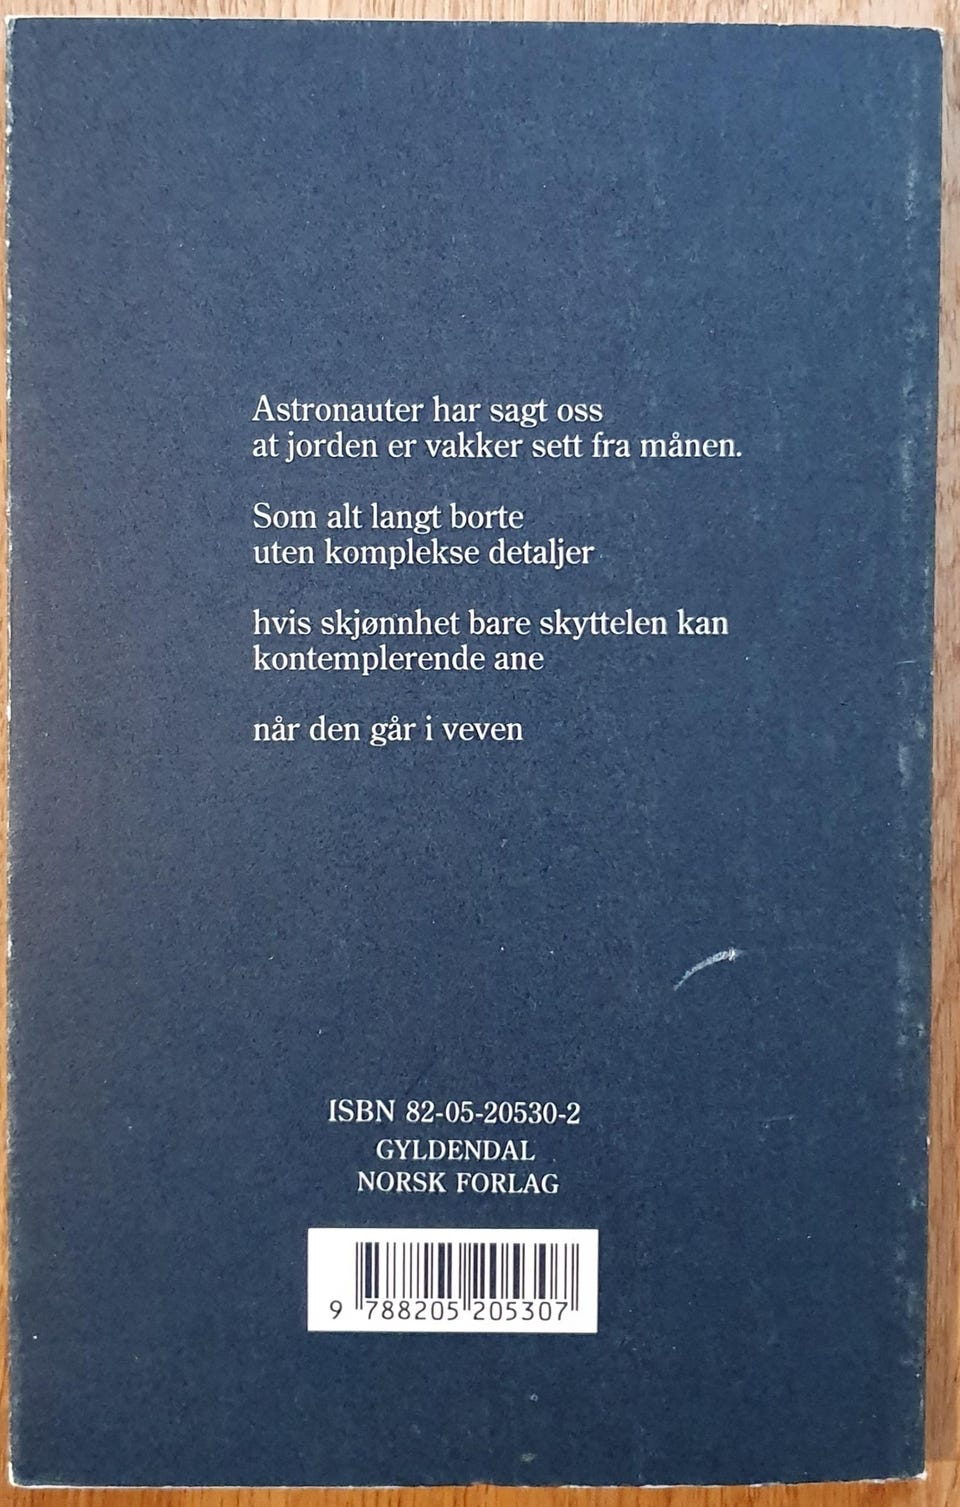 Astronauter har sagt oss
at jorden er vakker sett fra månen.
Som alt langt borte
uten komplekse detaljer
hvis skjønnhet bare skyttelen kan
kontemplerende ane
når den går i veven
ISBN 82-05-20530-2
GYLDENDAL
NORSK FORLAG
9 788205 205307